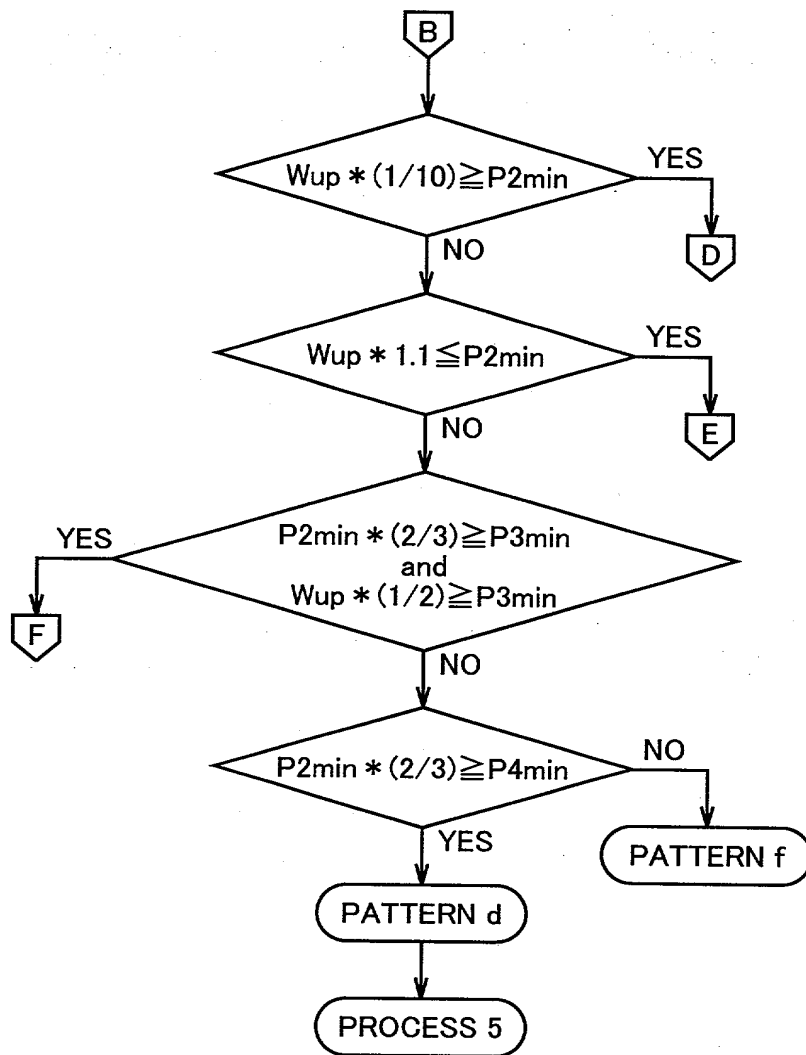 B
Wup*(1/10)≧P2min
YES
D
NO
Wup*1.1≦P2min
YES
E
NO
P2min*(2/3)≧P3min
and
Wup*(1/2)≧P3min
YES
F
NO
P2min*(2/3)≧P4min
NO
PATTERN f
YES
PATTERN d
PROCESS 5